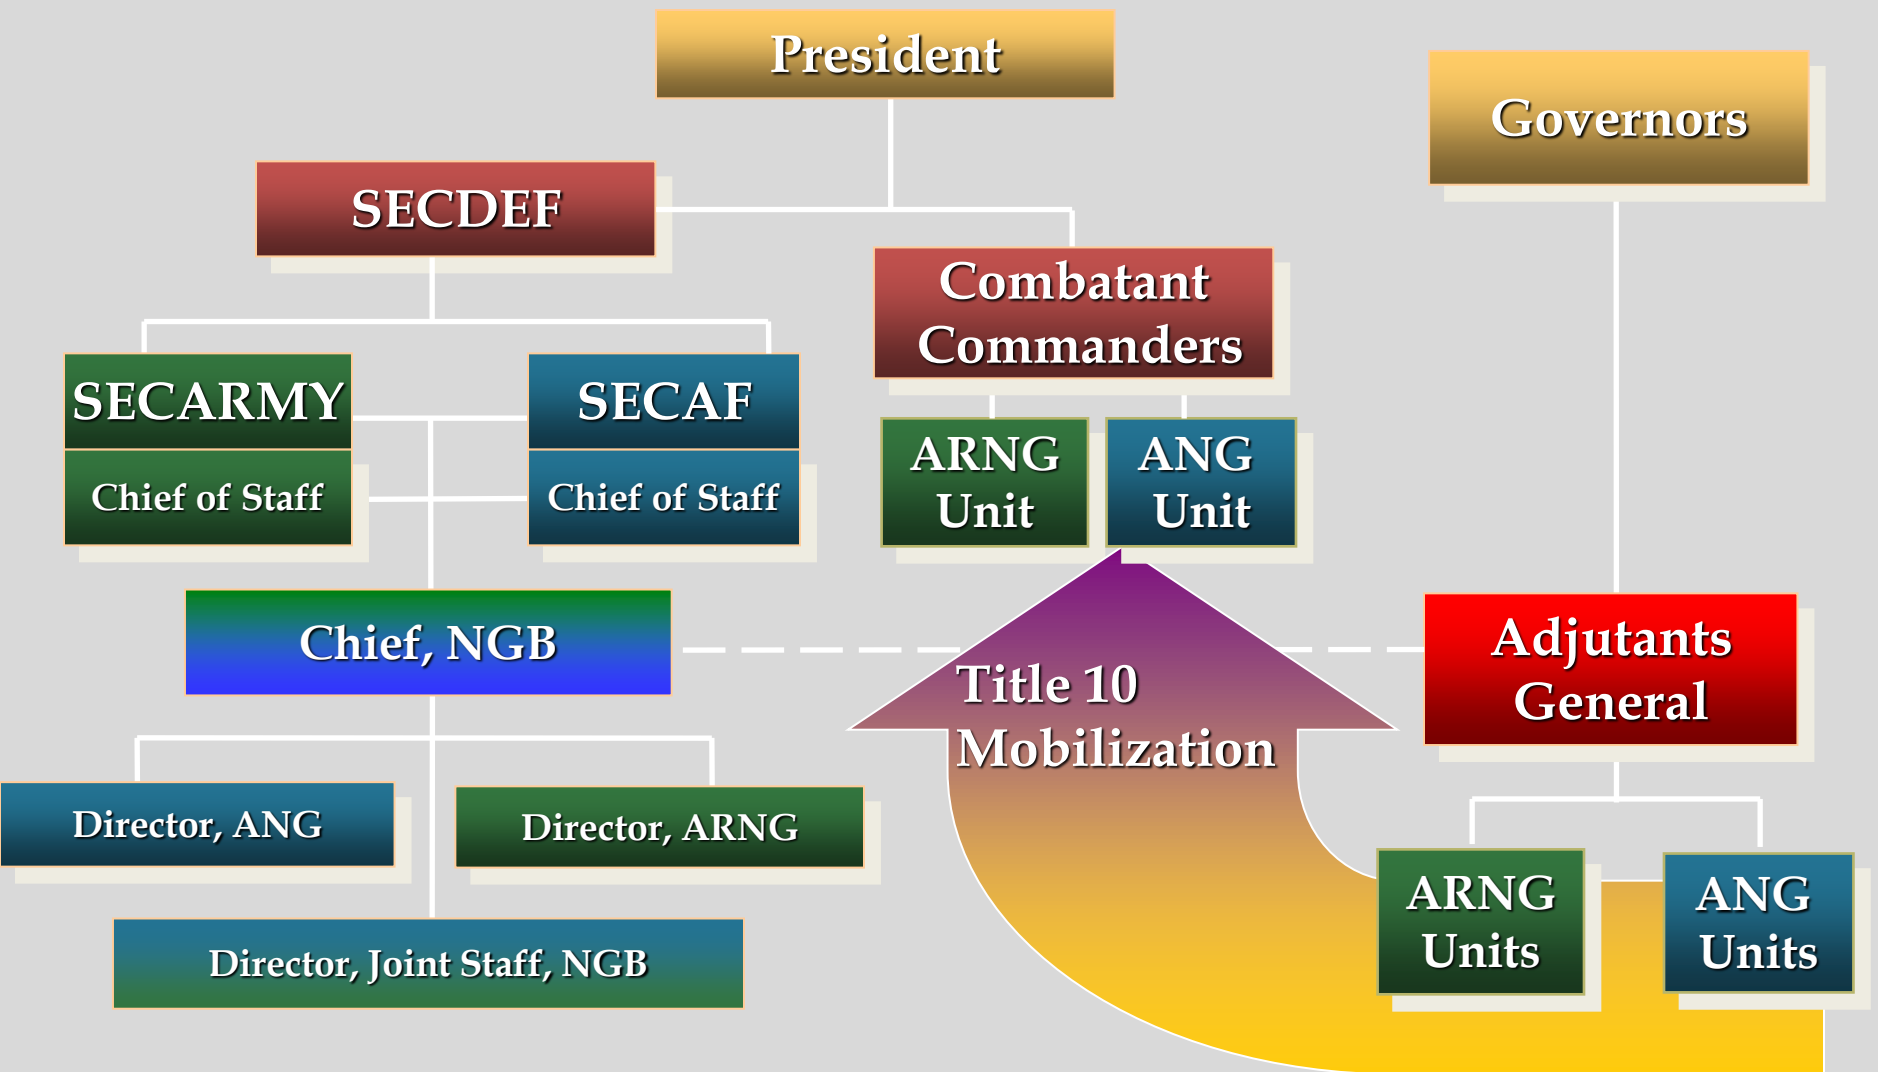 President
Governors
SECDEF
Combatant
Commanders
SECARMY
SECAF
Chief of Staff
Chief of Staff
ARNG
Unit
ANG
Unit
Chief, NGB
Title 10
Mobilization
Adjutants
General
Director, ANG
Director, ARNG
ARNG
Units
ANG
Units
Director, Joint Staff, NGB